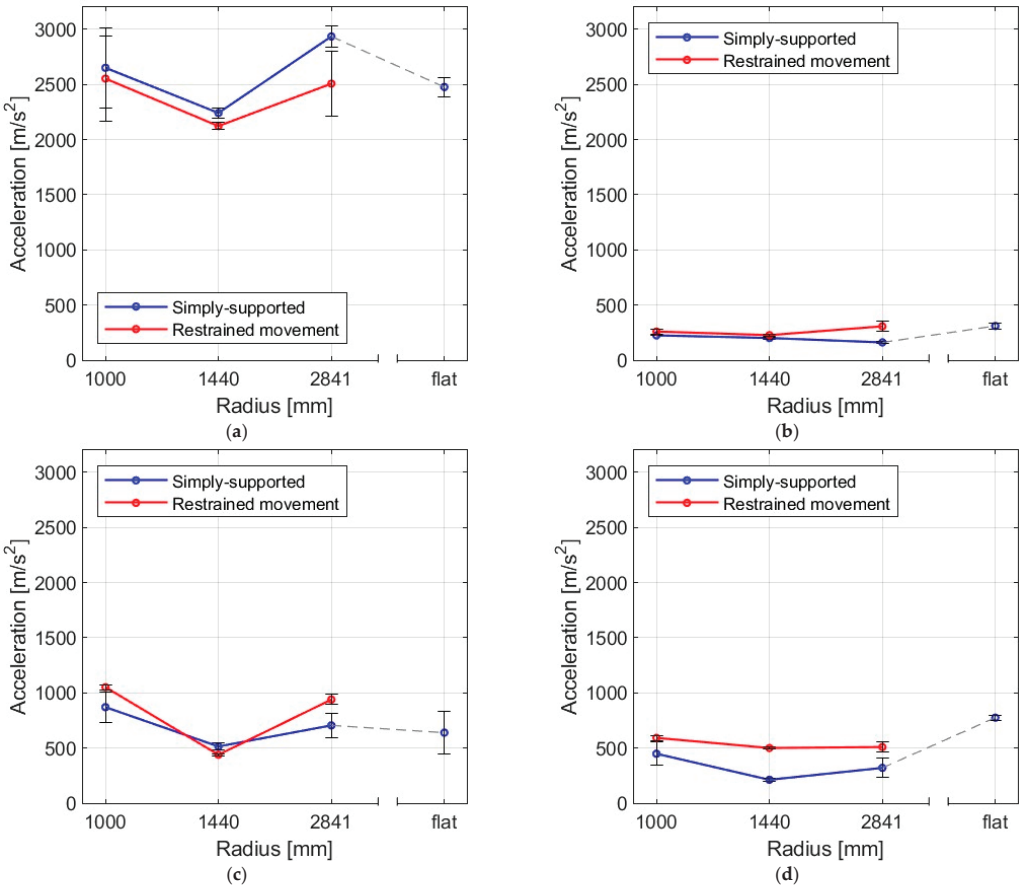 3000
2500
2000
1500
1000
500
0
Acceleration [m/s²]
Simply-supported
Restrained movement
1000 1440 2841 flat
Radius [mm]
(a)
3000
2500
2000
1500
1000
500
0
Acceleration [m/s²]
Simply-supported
Restrained movement
1000 1440 2841 flat
Radius [mm]
(b)
3000
2500
2000
1500
1000
500
0
Acceleration [m/s²]
Simply-supported
Restrained movement
1000 1440 2841 flat
Radius [mm]
(c)
3000
2500
2000
1500
1000
500
0
Acceleration [m/s²]
Simply-supported
Restrained movement
1000 1440 2841 flat
Radius [mm]
(d)